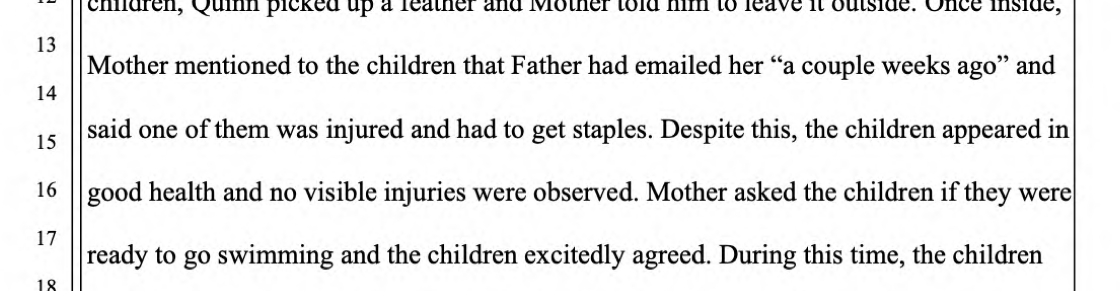 12 children, Quinn picked up a feather and Mother told him to leave it outside. Once inside,
13
Mother mentioned to the children that Father had emailed her “a couple weeks ago” and
14
said one of them was injured and had to get staples. Despite this, the children appeared in
15
16 good health and no visible injuries were observed. Mother asked the children if they were
17
ready to go swimming and the children excitedly agreed. During this time, the children
18